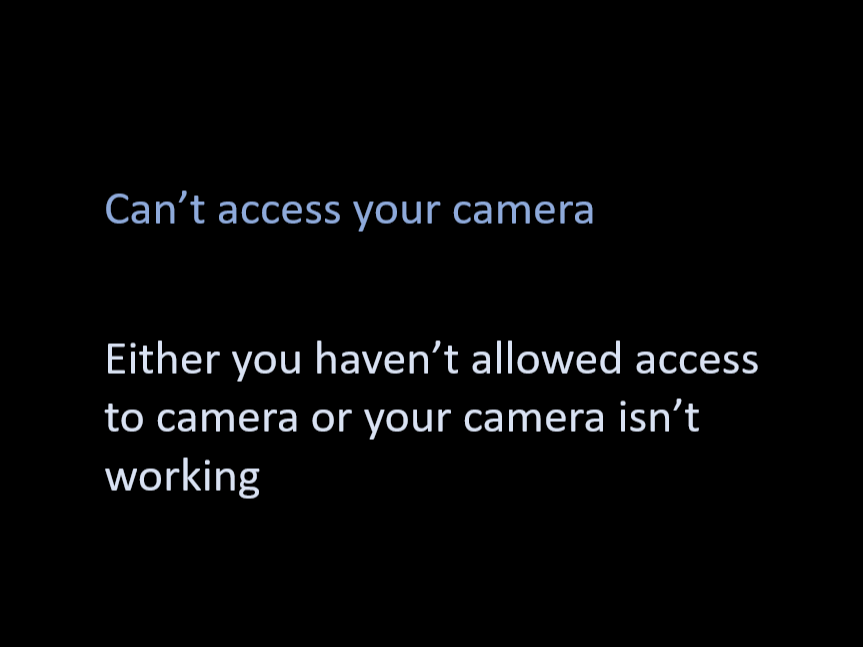 Can’t access your camera
Either you haven’t allowed access
to camera or your camera isn’t
working